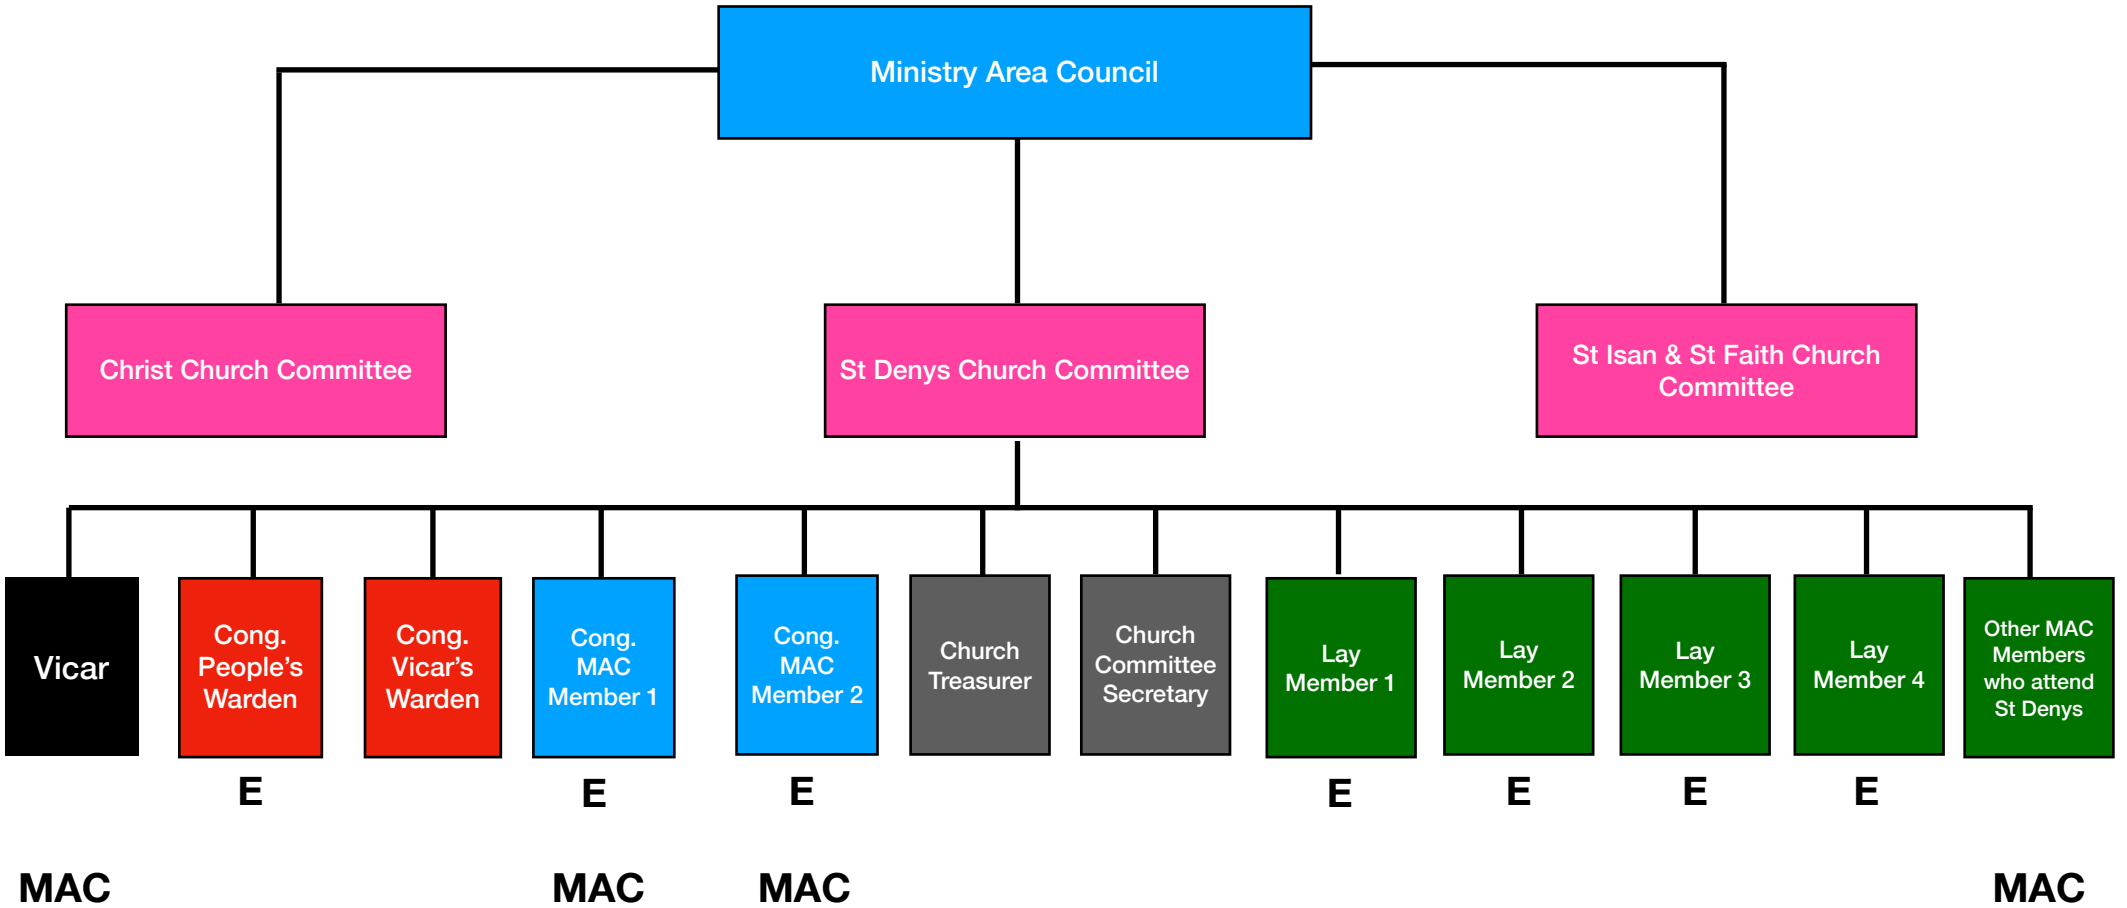 Ministry Area Council
Christ Church Committee
St Denys Church Committee
St Isan & St Faith Church
Committee
Vicar
Cong.
People’s
Warden
Cong.
Vicar’s
Warden
Cong.
MAC
Member 1
Cong.
MAC
Member 2
Church
Treasurer
Church
Committee
Secretary
Lay
Member 1
Lay
Member 2
Lay
Member 3
Lay
Member 4
Other MAC
Members
who attend
St Denys
E
E
E
E
E
E
E
MAC
MAC
MAC
MAC